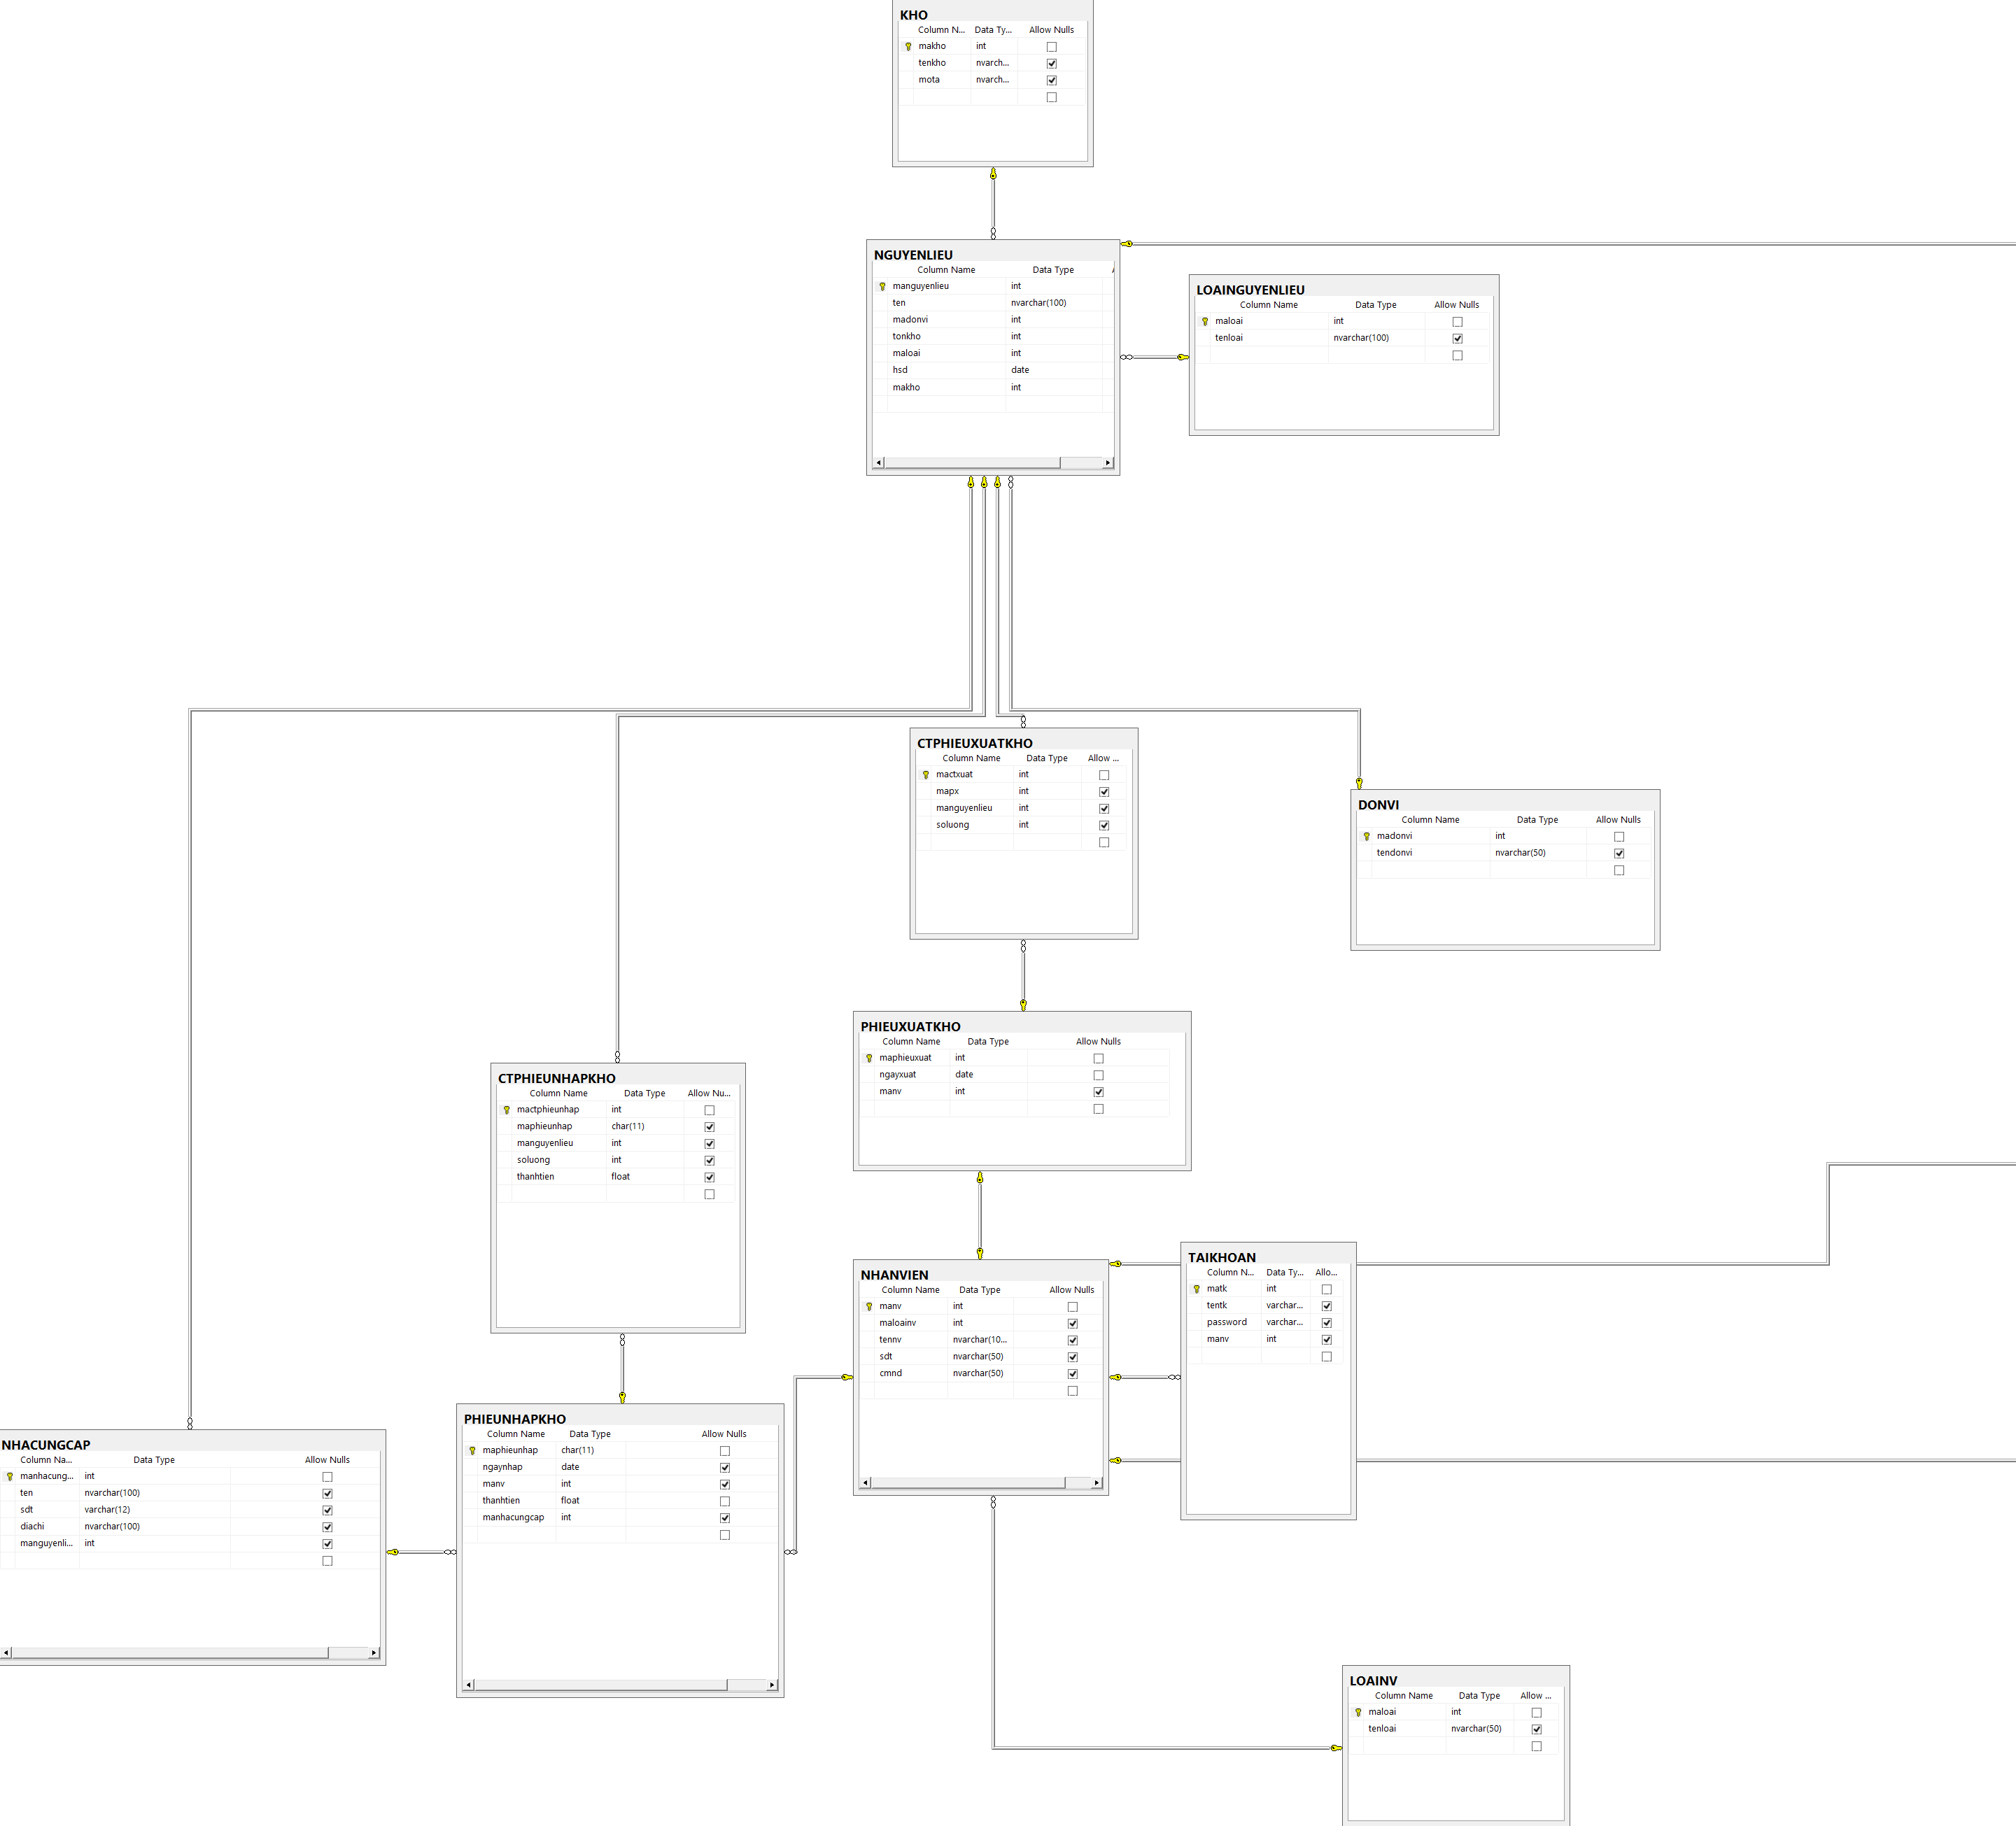 KHO
Column N... Data Ty... Allow Nulls
makho int
tenkho nvarch...
mota nvarch...
NGUYENLIEU
Column Name Data Type
manguyenlieu int
ten nvarchar(100)
madonvi int
tonkho int
maloai int
hsd date
makho int
LOAINGUYENLIEU
Column Name Data Type Allow Nulls
maloai int
tenloai nvarchar(100)
CTPHIEUXUATKHO
Column Name Data Type Allow ...
mactxuat int
mapx int
manguyenlieu int
soluong int
DONVI
Column Name Data Type Allow Nulls
madonvi int
tendonvi nvarchar(50)
PHIEUXUATKHO
Column Name Data Type Allow Nulls
maphieuxuat int
ngayxuat date
manv int
CTPHIEUNHAPKHO
Column Name Data Type Allow Nu...
mactphieunhap int
maphieunhap char(11)
manguyenlieu int
soluong int
thanhtien float
NHANVIEN
Column Name Data Type Allow Nulls
manv int
maloainv int
tennv nvarchar(10...
sdt nvarchar(50)
cmnd nvarchar(50)
TAIKHOAN
Column N... Data Ty... Allo...
matk int
tentk varchar...
password varchar...
manv int
NHACUNGCAP
Column Na... Data Type Allow Nulls
manhacung... int
ten nvarchar(100)
sdt varchar(12)
diachi nvarchar(100)
manguyenli... int
PHIEUNHAPKHO
Column Name Data Type Allow Nulls
maphieunhap char(11)
ngaynhap date
manv int
thanhtien float
manhacungcap int
LOAINV
Column Name Data Type Allow ...
maloai int
tenloai nvarchar(50)